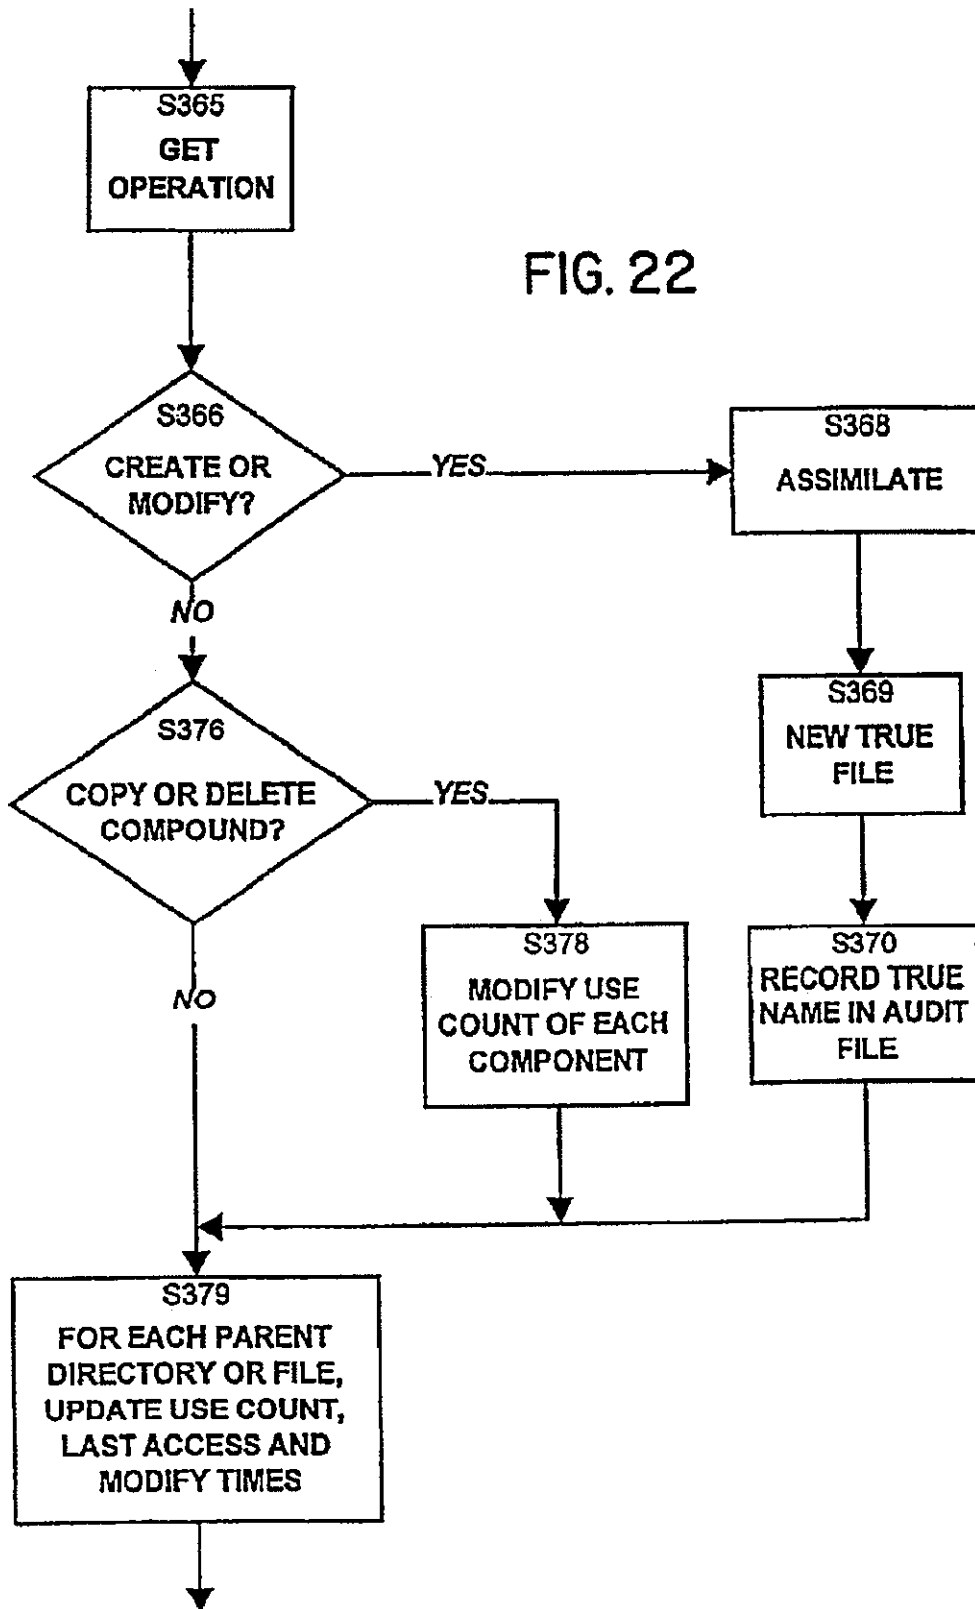 S365
GET
OPERATION
FIG. 22
S366
CREATE OR
MODIFY?
YES
S368
ASSIMILATE
NO
S369
NEW TRUE
FILE
S376
COPY OR DELETE
COMPOUND?
YES
S378
MODIFY USE
COUNT OF EACH
COMPONENT
S370
RECORD TRUE
NAME IN AUDIT
FILE
NO
S379
FOR EACH PARENT
DIRECTORY OR FILE,
UPDATE USE COUNT,
LAST ACCESS AND
MODIFY TIMES